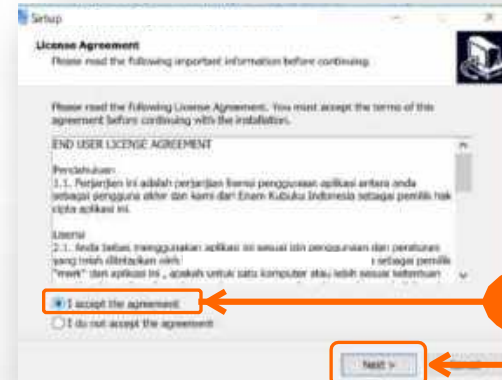 Setup
License Agreement
Please read the following important information before continuing.
Please read the following License Agreement. You must accept the terms of this
agreement before continuing with the installation.
END USER LICENSE AGREEMENT
Pendahuluan
1.1. Perjanjian ini adalah perjanjian lisensi penggunaan aplikasi antara anda
sebagai pengguna akhir dan kami dari Enam Kubuku Indonesia sebagai pemilik hak
cipta aplikasi ini.
Lisensi
2.1. Anda bebas menggunakan aplikasi ini sesuai izin penggunaan dan peraturan
yang telah ditetapkan oleh sebagai pemilik
"merk" dan aplikasi ini , apakah untuk satu komputer atau lebih sesuai ketentuan
I accept the agreement
I do not accept the agreement
Next >